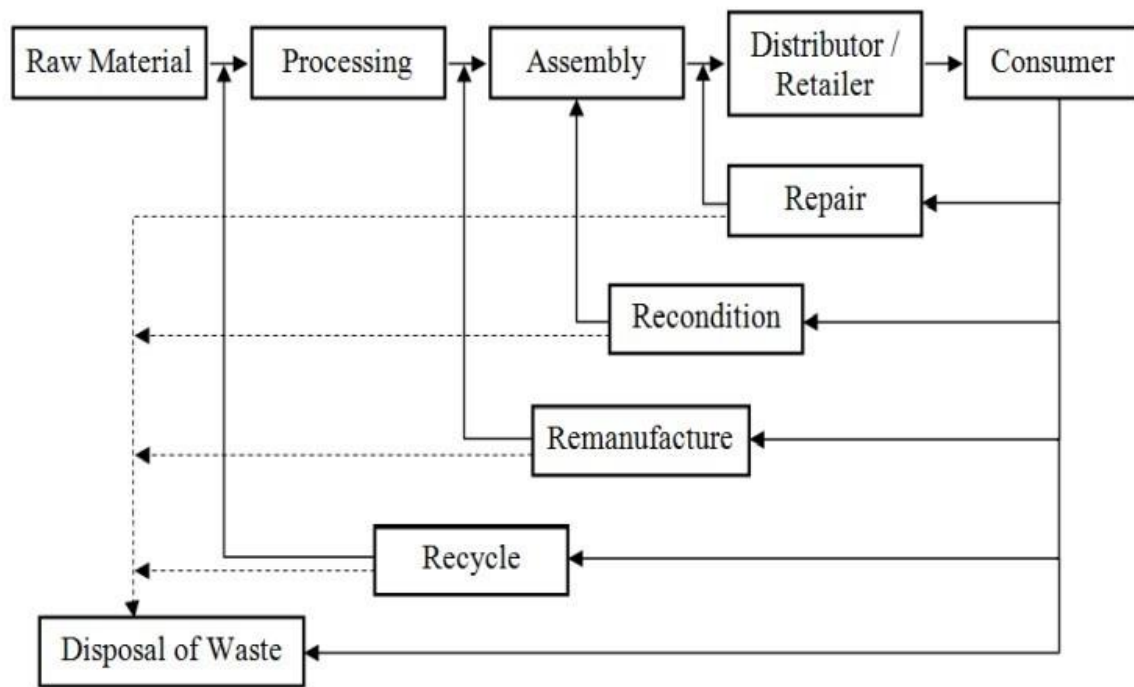 Raw Material
Processing
Assembly
Distributor /
Retailer
Consumer
Repair
Recondition
Remanufacture
Recycle
Disposal of Waste